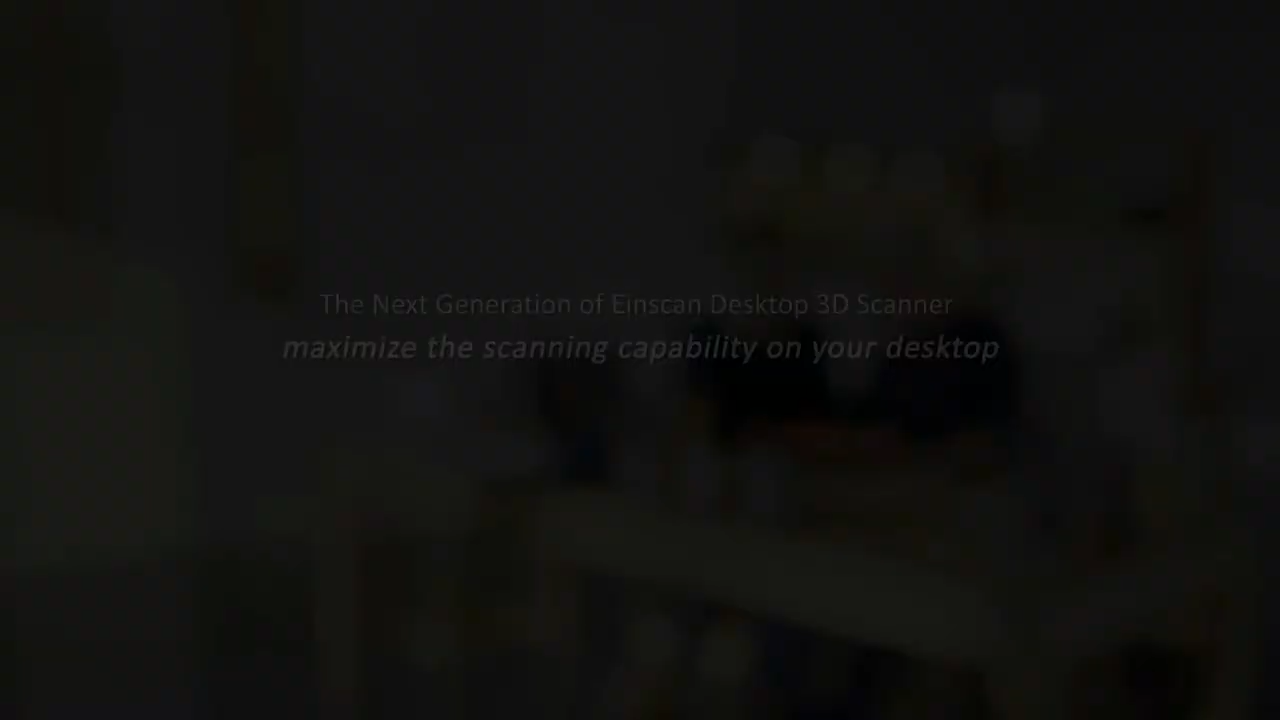 The Next Generation of Einscan Desktop 3D Scanner
maximize the scanning capability on your desktop